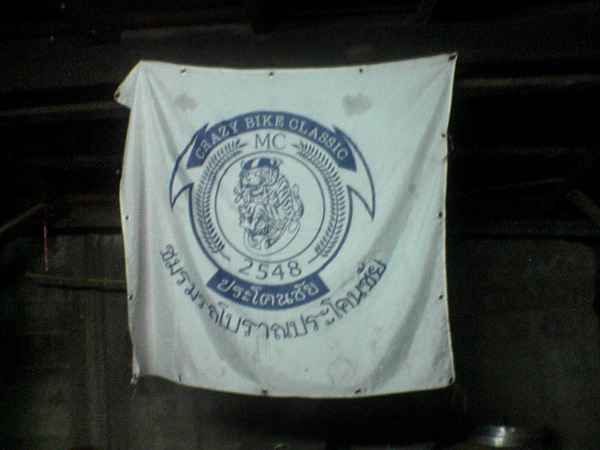 CRAZY BIKE CLASSIC
MC
2548
ประโคนชัย
ชมรมรถโบราณประโคนชัย